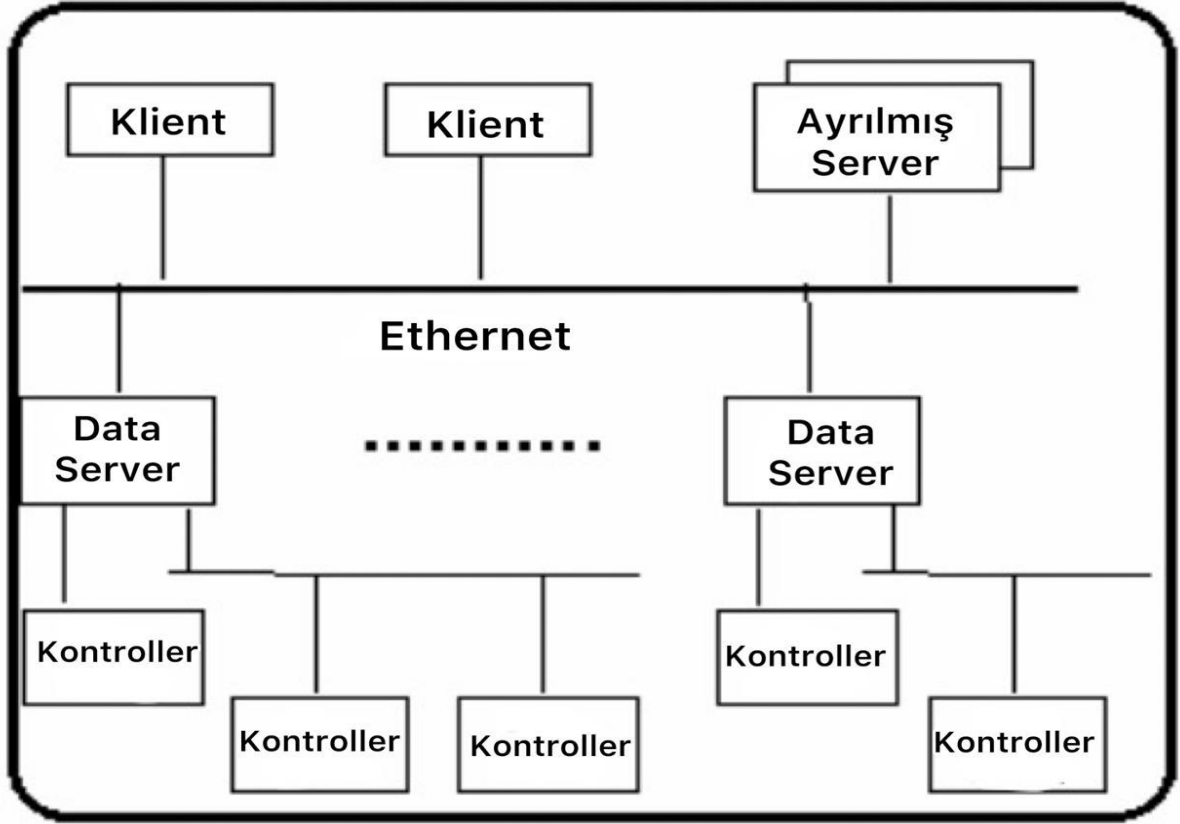 Klient
Klient
Ayrılmış
Server
Ethernet
Data
Server
Data
Server
Kontroller
Kontroller
Kontroller
Kontroller
Kontroller